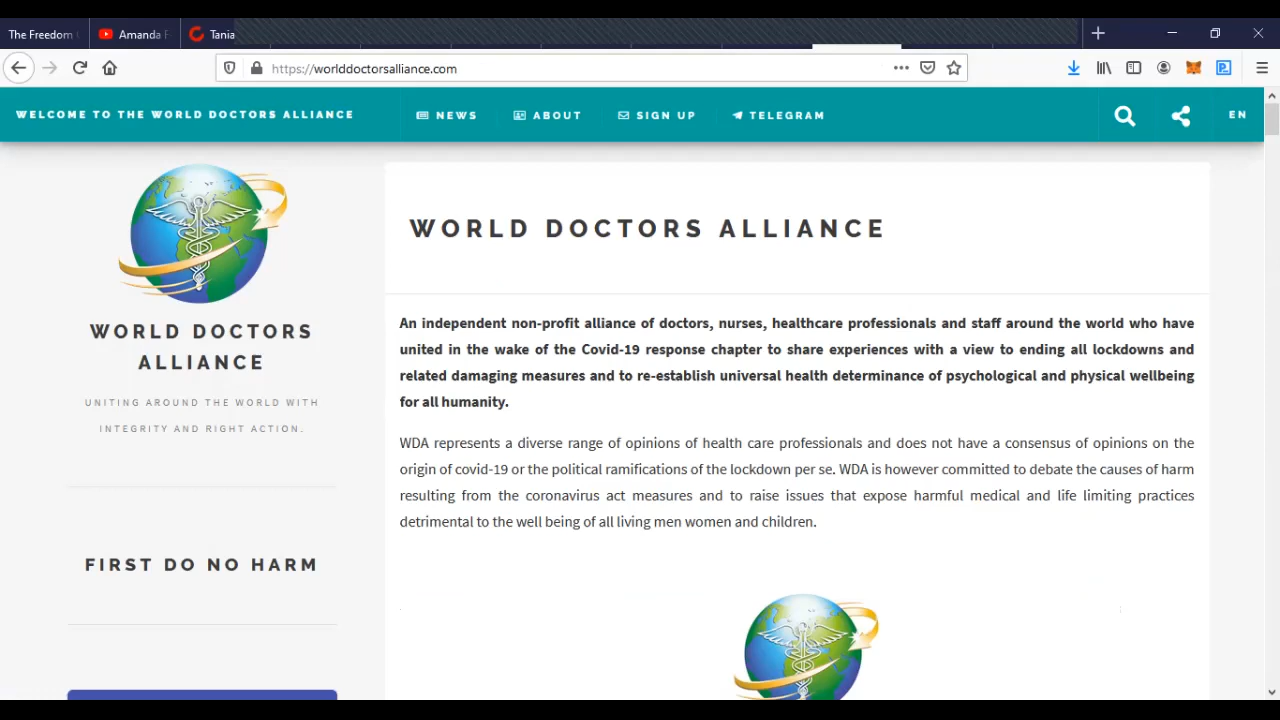 The Freedom
Amanda F
Tania
https://worlddoctorsalliance.com
WELCOME TO THE WORLD DOCTORS ALLIANCE
NEWS
ABOUT
SIGN UP
TELEGRAM
EN
WORLD DOCTORS
ALLIANCE
UNITING AROUND THE WORLD WITH
INTEGRITY AND RIGHT ACTION.
FIRST DO NO HARM
WORLD DOCTORS ALLIANCE
An independent non-profit alliance of doctors, nurses, healthcare professionals and staff around the world who have
united in the wake of the Covid-19 response chapter to share experiences with a view to ending all lockdowns and
related damaging measures and to re-establish universal health determinance of psychological and physical wellbeing
for all humanity.
WDA represents a diverse range of opinions of health care professionals and does not have a consensus of opinions on the
origin of covid-19 or the political ramifications of the lockdown per se. WDA is however committed to debate the causes of harm
resulting from the coronavirus act measures and to raise issues that expose harmful medical and life limiting practices
detrimental to the well being of all living men women and children.